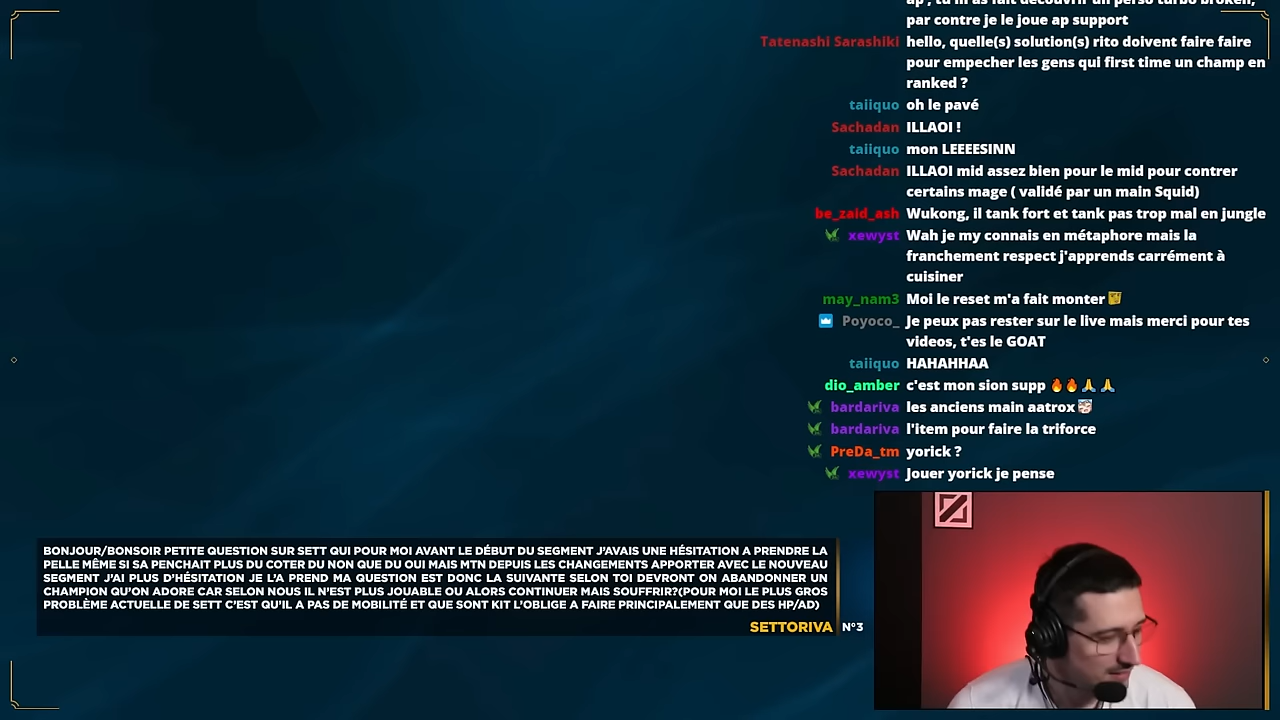 ap , tu m as fait découvrir un perso turbo broken,
par contre je le joue ap support
Tatenashi Sarashiki hello, quelle(s) solution(s) rito doivent faire faire
pour empecher les gens qui first time un champ en
ranked ?
taiiquo oh le pavé
Sachadan ILLAOI !
taiiquo mon LEEEESINN
Sachadan ILLAOI mid assez bien pour le mid pour contrer
certains mage ( validé par un main Squid)
be_zaid_ash Wukong, il tank fort et tank pas trop mal en jungle
xewyst Wah je my connais en métaphore mais la
franchement respect j'apprends carrément à
cuisiner
may_nam3 Moi le reset m'a fait monter
Poyoco_ Je peux pas rester sur le live mais merci pour tes
videos, t'es le GOAT
taiiquo HAHAHHAA
dio_amber c'est mon sion supp 🔥🔥🙏🙏
bardariva les anciens main aatrox
bardariva l'item pour faire la triforce
PreDa_tm yorick ?
xewyst Jouer yorick je pense
BONJOUR/BONSOIR PETITE QUESTION SUR SETT QUI POUR MOI AVANT LE DÉBUT DU SEGMENT J'AVAIS UNE HÉSITATION A PRENDRE LA
PELLE MÊME SI SA PENCHAIT PLUS DU COTER DU NON QUE DU OUI MAIS MTN DEPUIS LES CHANGEMENTS APPORTER AVEC LE NOUVEAU
SEGMENT J'AI PLUS D'HÉSITATION JE L'A PREND MA QUESTION EST DONC LA SUIVANTE SELON TOI DEVRONT ON ABANDONNER UN
CHAMPION QU'ON ADORE CAR SELON NOUS IL N'EST PLUS JOUABLE OU ALORS CONTINUER MAIS SOUFFRIR?(POUR MOI LE PLUS GROS
PROBLÈME ACTUELLE DE SETT C'EST QU'IL A PAS DE MOBILITÉ ET QUE SONT KIT L'OBLIGE A FAIRE PRINCIPALEMENT QUE DES HP/AD)
SETTORIVA N°3